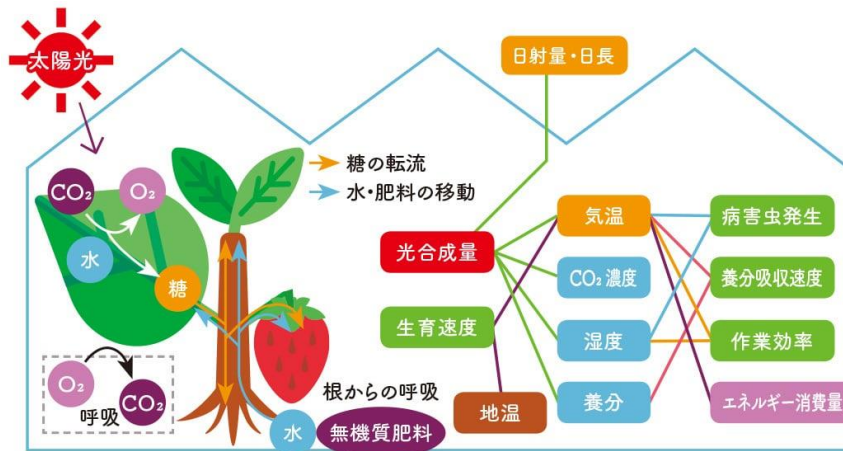 太陽光
日射量・日長
CO₂
O₂
糖の転流
水・肥料の移動
水
糖
光合成量
気温
病害虫発生
CO₂濃度
養分吸収速度
生育速度
湿度
作業効率
O₂
CO₂
呼吸
根からの呼吸
水
無機質肥料
地温
養分
エネルギー消費量